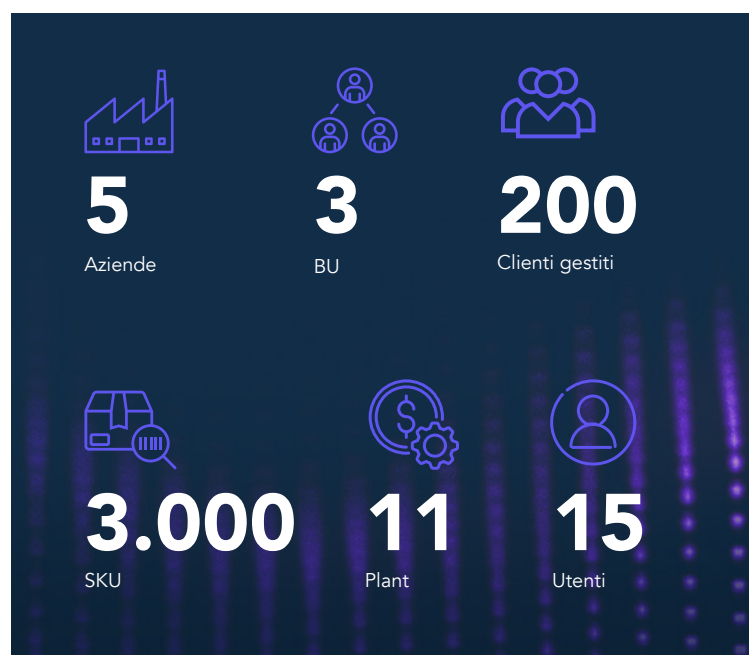 5
3
200
Aziende
BU
Clienti gestiti
3.000
11
15
SKU
Plant
Utenti